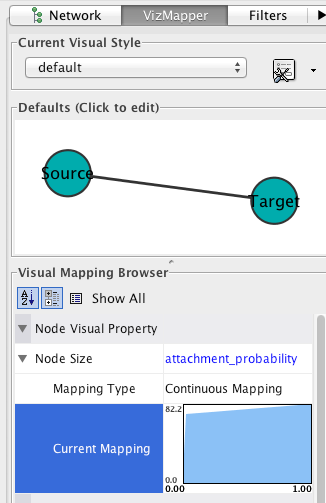 Network VizMapper Filters
Current Visual Style
default
Defaults (Click to edit)
Source
Target
Visual Mapping Browser
A Z Show All
Node Visual Property
Node Size attachment_probability
Mapping Type Continuous Mapping
Current Mapping 82.2
0.0
0.00 1.00